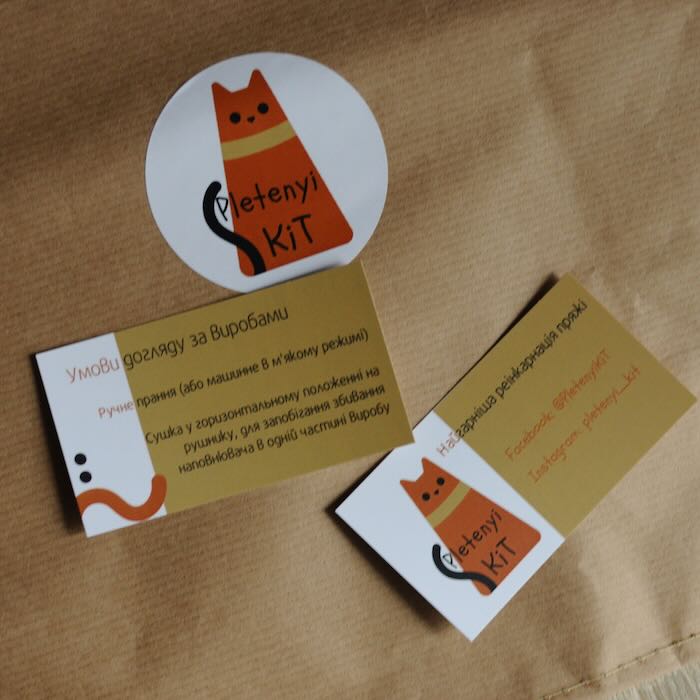 Pletenyi
KiT
Умови догляду за Виробами
Ручне прання (або машинне в м'якому режимі)
Сушка у горизонтальному положенні на
рушнику, для запобігання збивання
наповнювача в одній частині Виробу
Найгарніша реінкарнація пряжі
Facebook: @PletenyiKiT
Instagram: pletenyi_kit
Pletenyi
KiT